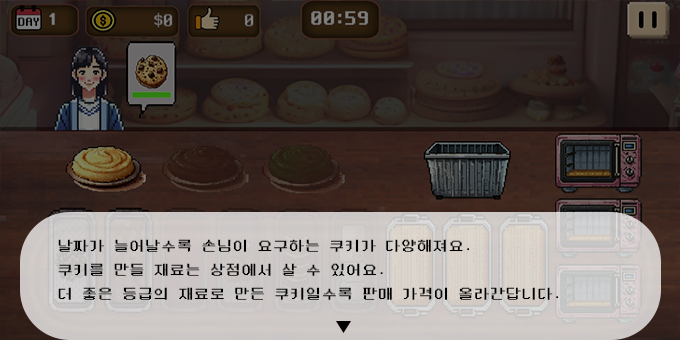 DAY 1
$0
0
00:59
날짜가 늘어날수록 손님이 요구하는 쿠키가 다양해져요.
쿠키를 만들 재료는 상점에서 살 수 있어요.
더 좋은 등급의 재료로 만든 쿠키일수록 판매 가격이 올라간답니다.